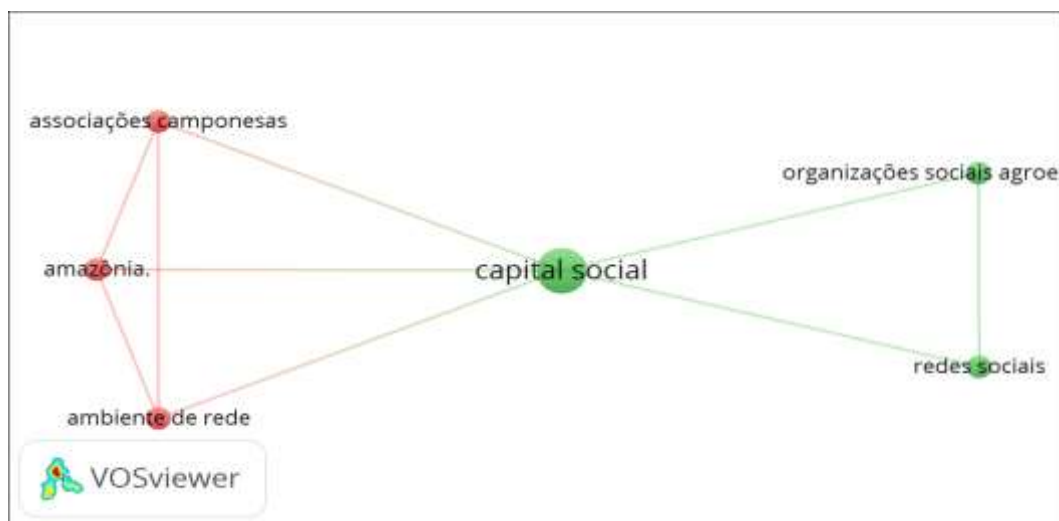 associações camponesas
organizações sociais agroe
amazônia.
capital social
redes sociais
ambiente de rede
VOSviewer